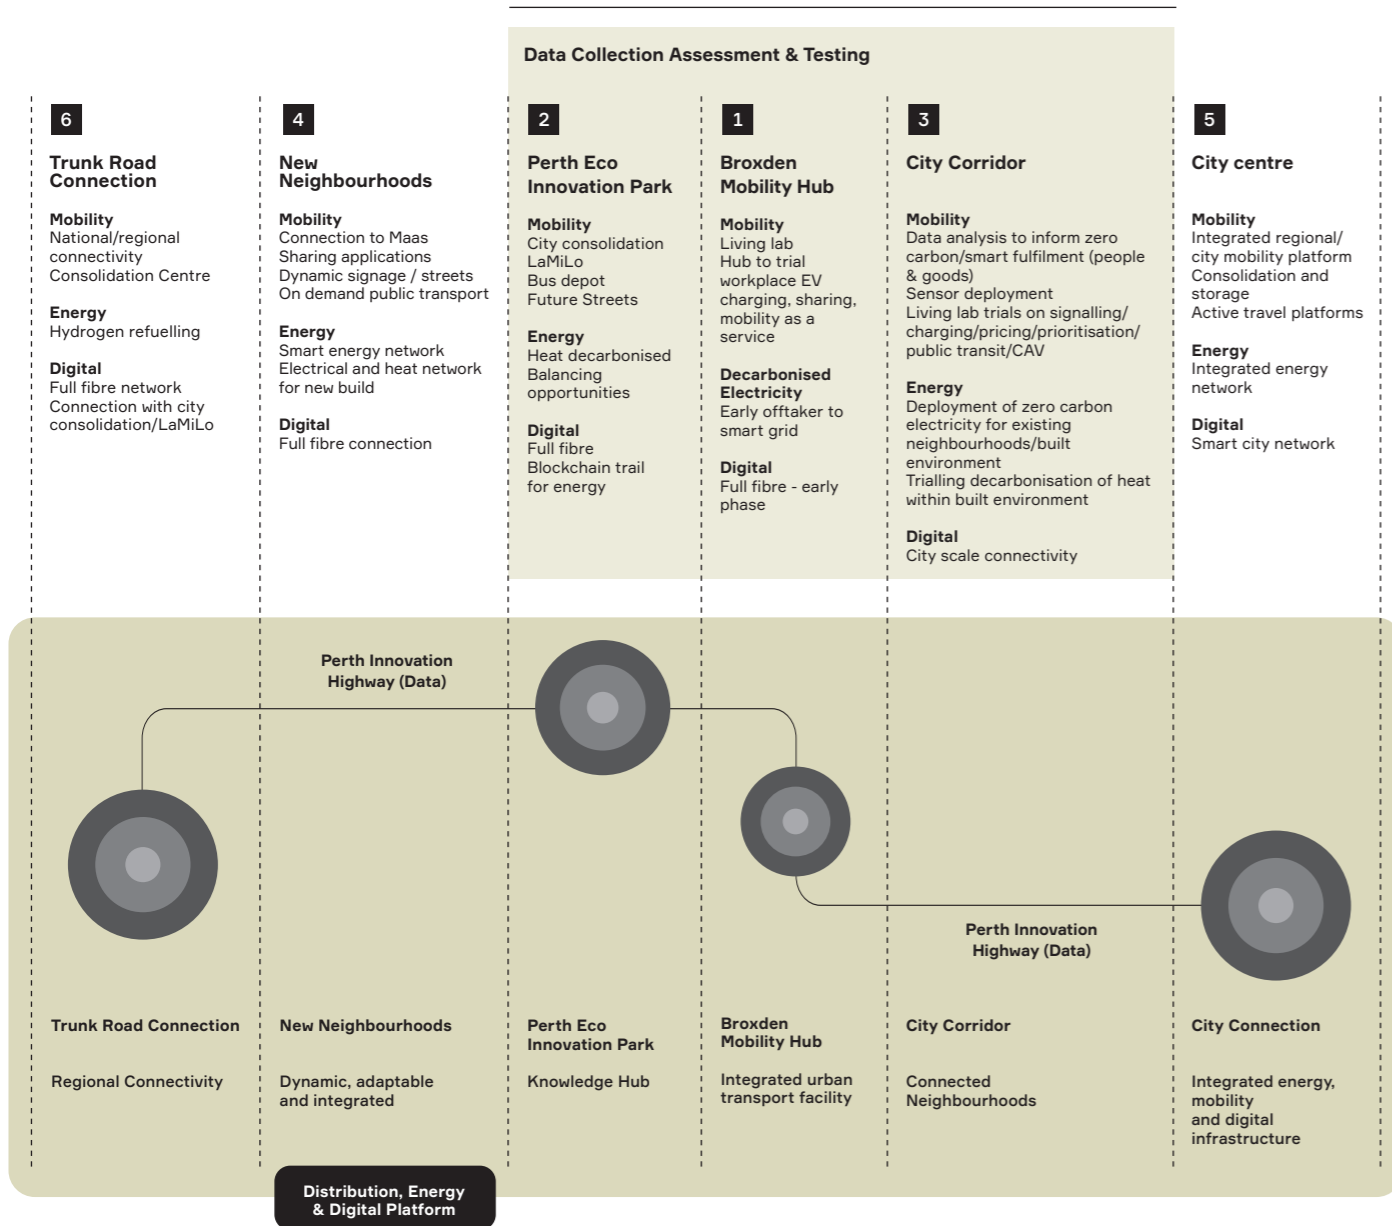 Data Collection Assessment & Testing
6
Trunk Road
Connection
Mobility
National/regional
connectivity
Consolidation Centre
Energy
Hydrogen refuelling
Digital
Full fibre network
Connection with city
consolidation/LaMiLo
4
New
Neighbourhoods
Mobility
Connection to Maas
Sharing applications
Dynamic signage / streets
On demand public transport
Energy
Smart energy network
Electrical and heat network
for new build
Digital
Full fibre connection
2
Perth Eco
Innovation Park
Mobility
City consolidation
LaMiLo
Bus depot
Future Streets
Energy
Heat decarbonised
Balancing
opportunities
Digital
Full fibre
Blockchain trail
for energy
1
Broxden
Mobility Hub
Mobility
Living lab
Hub to trial
workplace EV
charging, sharing,
mobility as a
service
Decarbonised
Electricity
Early offtaker to
smart grid
Digital
Full fibre - early
phase
3
City Corridor
Mobility
Data analysis to inform zero
carbon/smart fulfilment (people
& goods)
Sensor deployment
Living lab trials on signalling/
charging/pricing/prioritisation/
public transit/CAV
Energy
Deployment of zero carbon
electricity for existing
neighbourhoods/built
environment
Trialling decarbonisation of heat
within built environment
Digital
City scale connectivity
5
City centre
Mobility
Integrated regional/
city mobility platform
Consolidation and
storage
Active travel platforms
Energy
Integrated energy
network
Digital
Smart city network
Perth Innovation
Highway (Data)
Perth Innovation
Highway (Data)
Trunk Road Connection
Regional Connectivity
New Neighbourhoods
Dynamic, adaptable
and integrated
Perth Eco
Innovation Park
Knowledge Hub
Broxden
Mobility Hub
Integrated urban
transport facility
City Corridor
Connected
Neighbourhoods
City Connection
Integrated energy,
mobility
and digital
infrastructure
Distribution, Energy
& Digital Platform